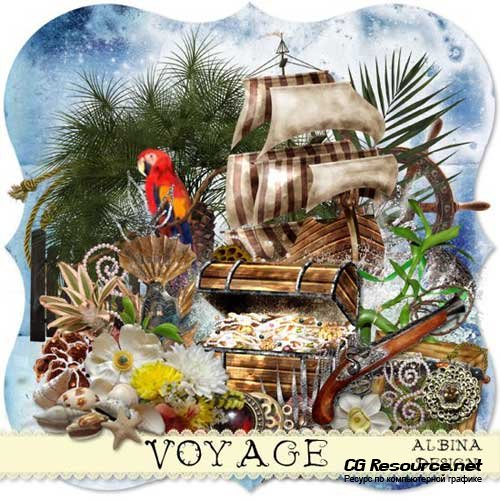 VOYAGE
ALBINA
DESIGN
CG Resource.net
Ресурс по компьютерной графике